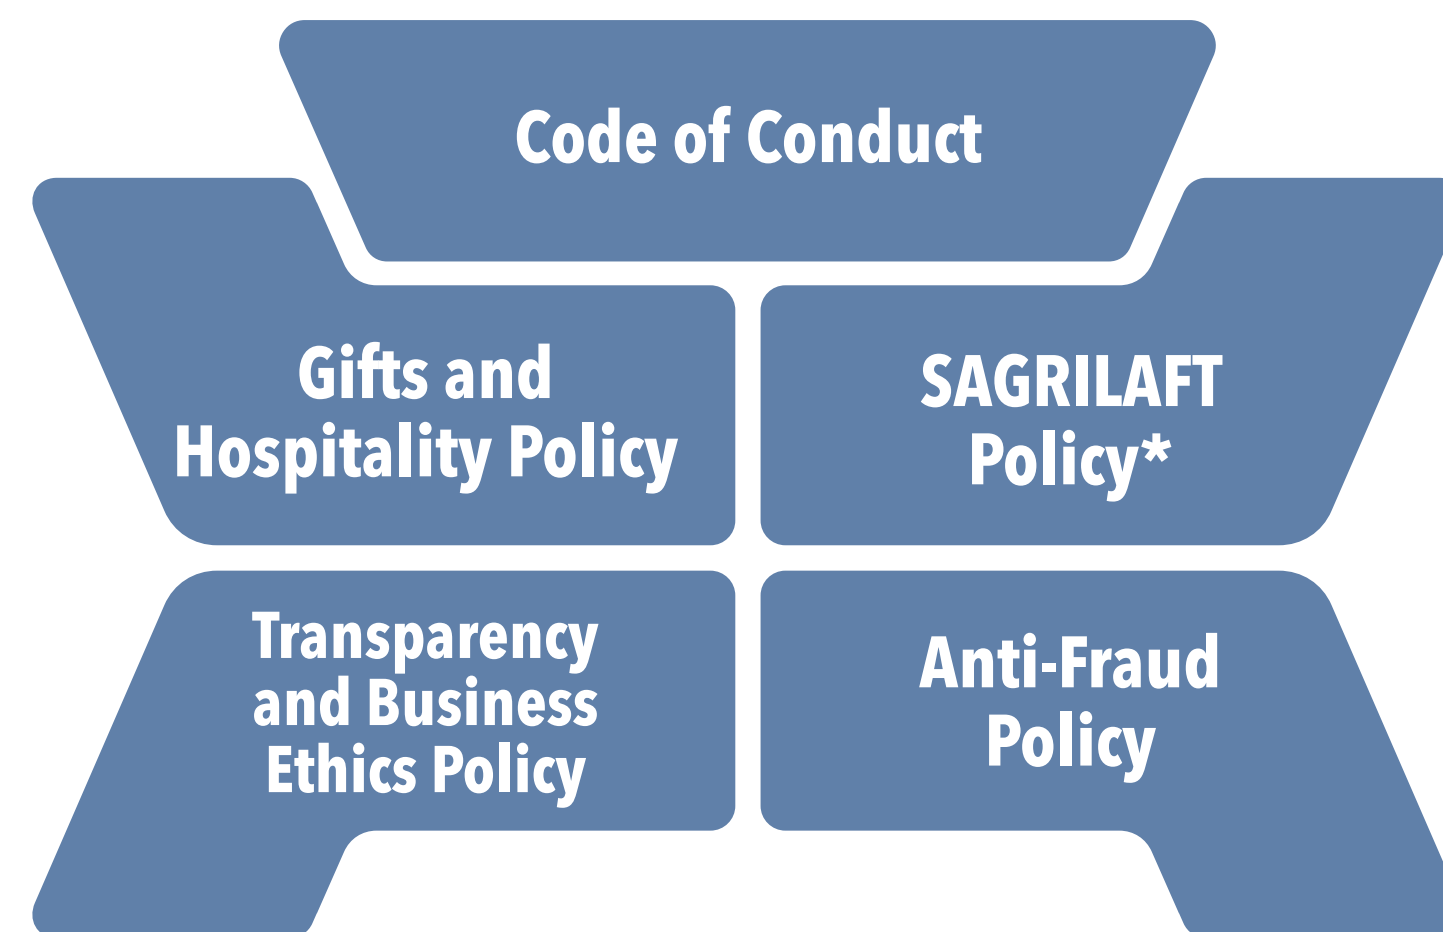 Code of Conduct
Gifts and
Hospitality Policy
SAGRILAFT
Policy*
Transparency
and Business
Ethics Policy
Anti-Fraud
Policy